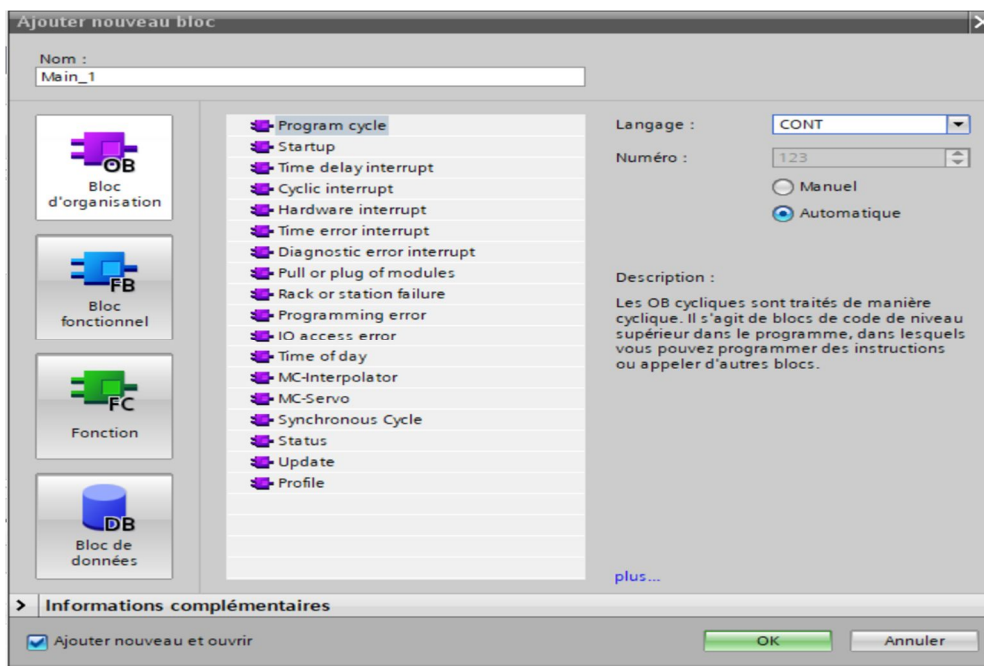 Ajouter nouveau bloc
Nom :
Main_1
OB
Bloc
d'organisation
FB
Bloc
fonctionnel
FC
Fonction
DB
Bloc de
données
Program cycle
Startup
Time delay interrupt
Cyclic interrupt
Hardware interrupt
Time error interrupt
Diagnostic error interrupt
Pull or plug of modules
Rack or station failure
Programming error
IO access error
Time of day
MC-Interpolator
MC-Servo
Synchronous Cycle
Status
Update
Profile
Langage :
CONT
Numéro :
123
Manuel
Automatique
Description :
Les OB cycliques sont traités de manière
cyclique. Il s'agit de blocs de code de niveau
supérieur dans le programme, dans lesquels
vous pouvez programmer des instructions
ou appeler d'autres blocs.
plus...
Informations complémentaires
Ajouter nouveau et ouvrir
OK
Annuler